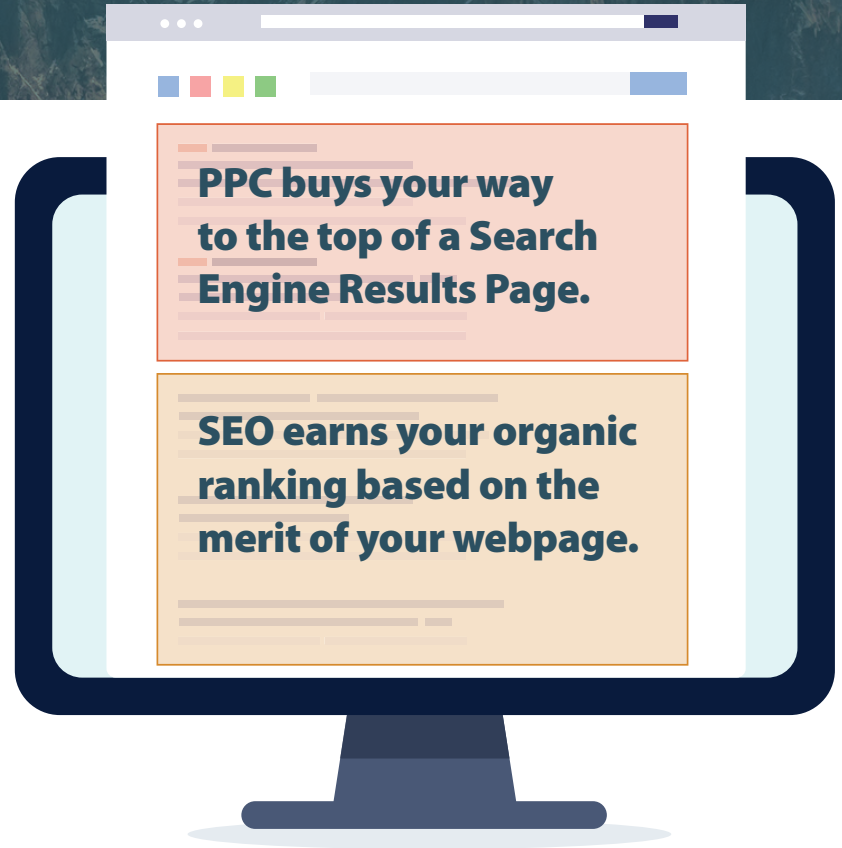 PPC buys your way
to the top of a Search
Engine Results Page.
SEO earns your organic
ranking based on the
merit of your webpage.